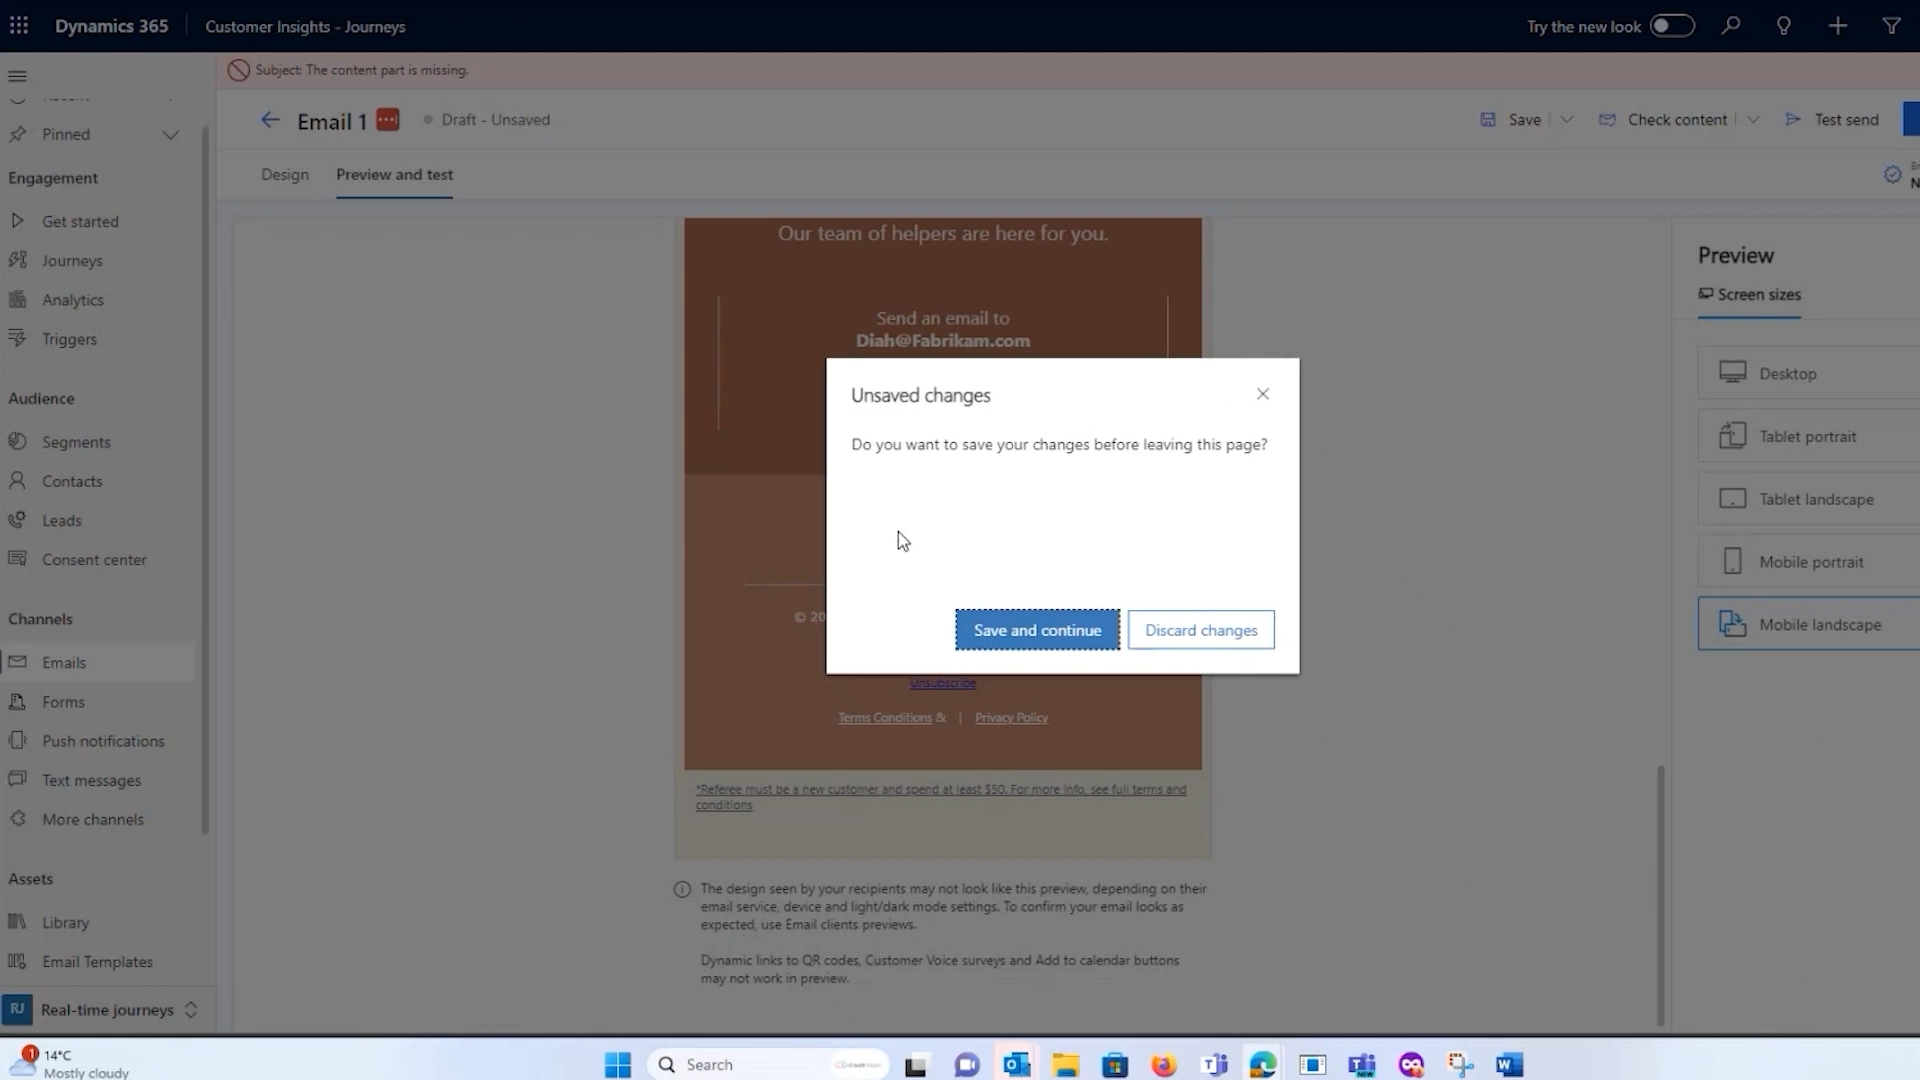 Dynamics 365
Customer Insights - Journeys
Try the new look
Subject: The content part is missing.
Email 1
Draft - Unsaved
Save
Check content
Test send
Design
Preview and test
Pinned
Engagement
Get started
Journeys
Analytics
Triggers
Audience
Segments
Contacts
Leads
Consent center
Channels
Emails
Forms
Push notifications
Text messages
More channels
Assets
Library
Email Templates
RJ
Real-time journeys
Our team of helpers are here for you.
Send an email to
Diah@Fabrikam.com
Unsaved changes
Do you want to save your changes before leaving this page?
Save and continue
Discard changes
© 20
Unsubscribe
Terms Conditions & | Privacy Policy
*Referee must be a new customer and spend at least $50. For more info, see full terms and
conditions
The design seen by your recipients may not look like this preview, depending on their
email service, device and light/dark mode settings. To confirm your email looks as
expected, use Email clients previews.
Dynamic links to QR codes, Customer Voice surveys and Add to calendar buttons
may not work in preview.
Preview
Screen sizes
Desktop
Tablet portrait
Tablet landscape
Mobile portrait
Mobile landscape
1
14°C
Mostly cloudy
Search
NEW